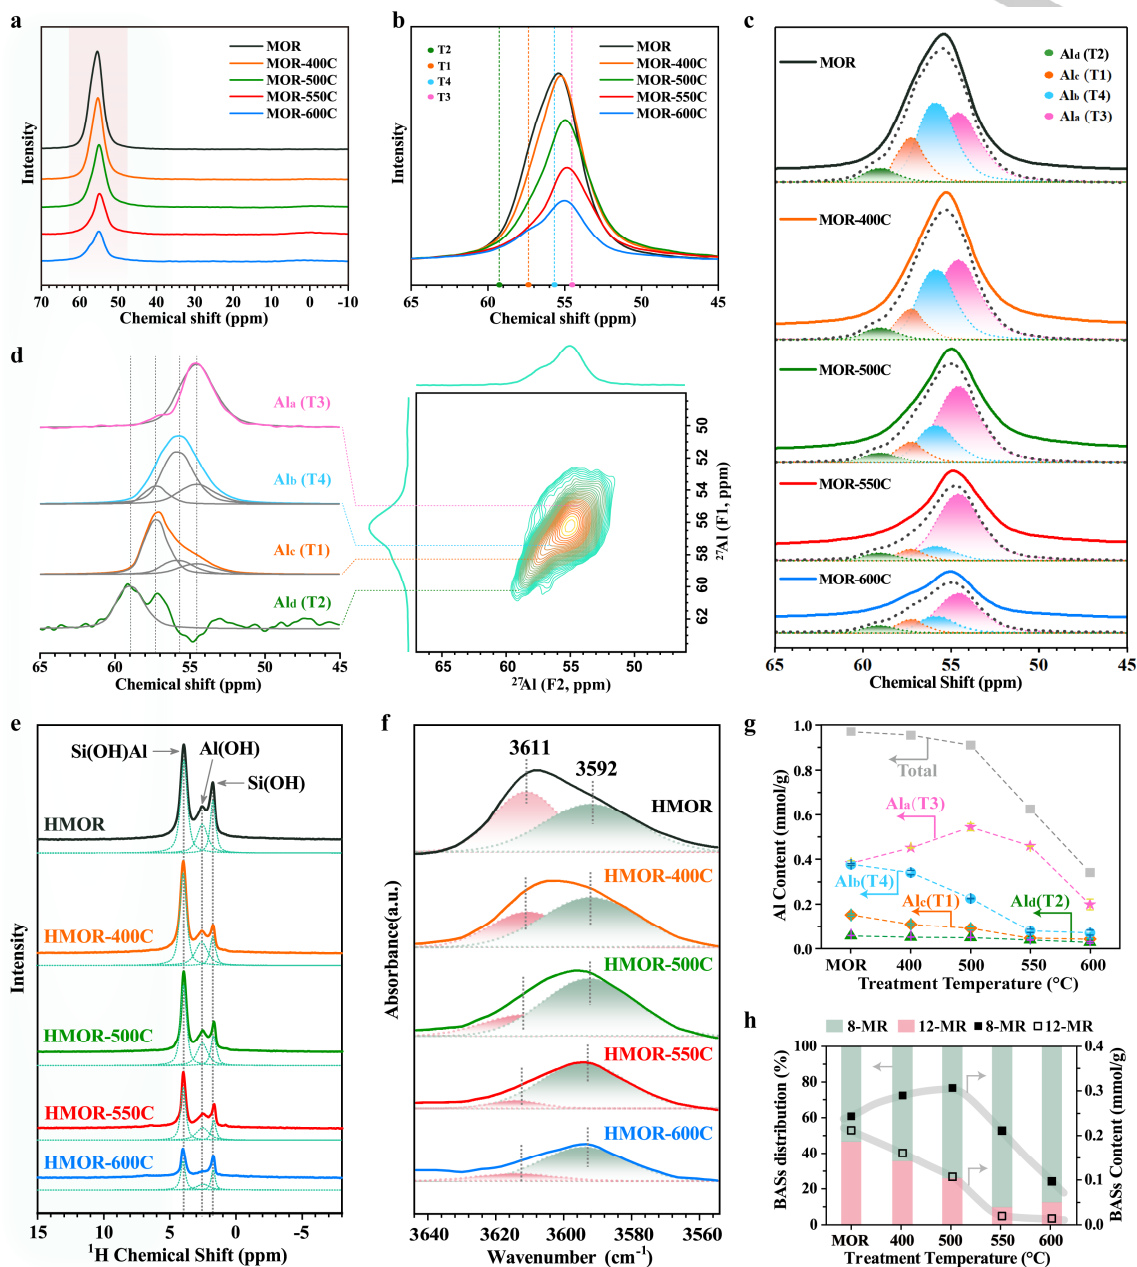 a
MOR
MOR-400C
MOR-500C
MOR-550C
MOR-600C
Intensity
70 60 50 40 30 20 10 0 -10
Chemical shift (ppm)
b
T2
T1
T4
T3
MOR
MOR-400C
MOR-500C
MOR-550C
MOR-600C
Intensity
65 60 55 50 45
Chemical shift (ppm)
c
MOR
Ald (T2)
Alc (T1)
Alb (T4)
Ala (T3)
MOR-400C
MOR-500C
MOR-550C
MOR-600C
65 60 55 50 45
Chemical Shift (ppm)
d
Ala (T3)
Alb (T4)
Alc (T1)
Ald (T2)
65 60 55 50 45
Chemical shift (ppm)
50
52
54
56
58
60
62
27Al (F1, ppm)
60 55 50
27Al (F2, ppm)
e
Si(OH)Al
Al(OH)
Si(OH)
HMOR
HMOR-400C
HMOR-500C
HMOR-550C
HMOR-600C
Intensity
15 10 5 0 -5
1H Chemical Shift (ppm)
f
3611
3592
HMOR
HMOR-400C
HMOR-500C
HMOR-550C
HMOR-600C
Absorbance(a.u.)
3640 3620 3600 3580 3560
Wavenumber (cm-1)
g
1.0
0.8
0.6
0.4
0.2
0.0
Al Content (mmol/g)
Total
Ala(T3)
Alb(T4)
Alc(T1)
Ald(T2)
MOR 400 500 550 600
Treatment Temperature (°C)
h
8-MR 12-MR 8-MR 12-MR
100
80
60
40
20
0
BASs distribution (%)
0.4
0.3
0.2
0.1
0.0
BASs Content (mmol/g)
MOR 400 500 550 600
Treatment Temperature (°C)